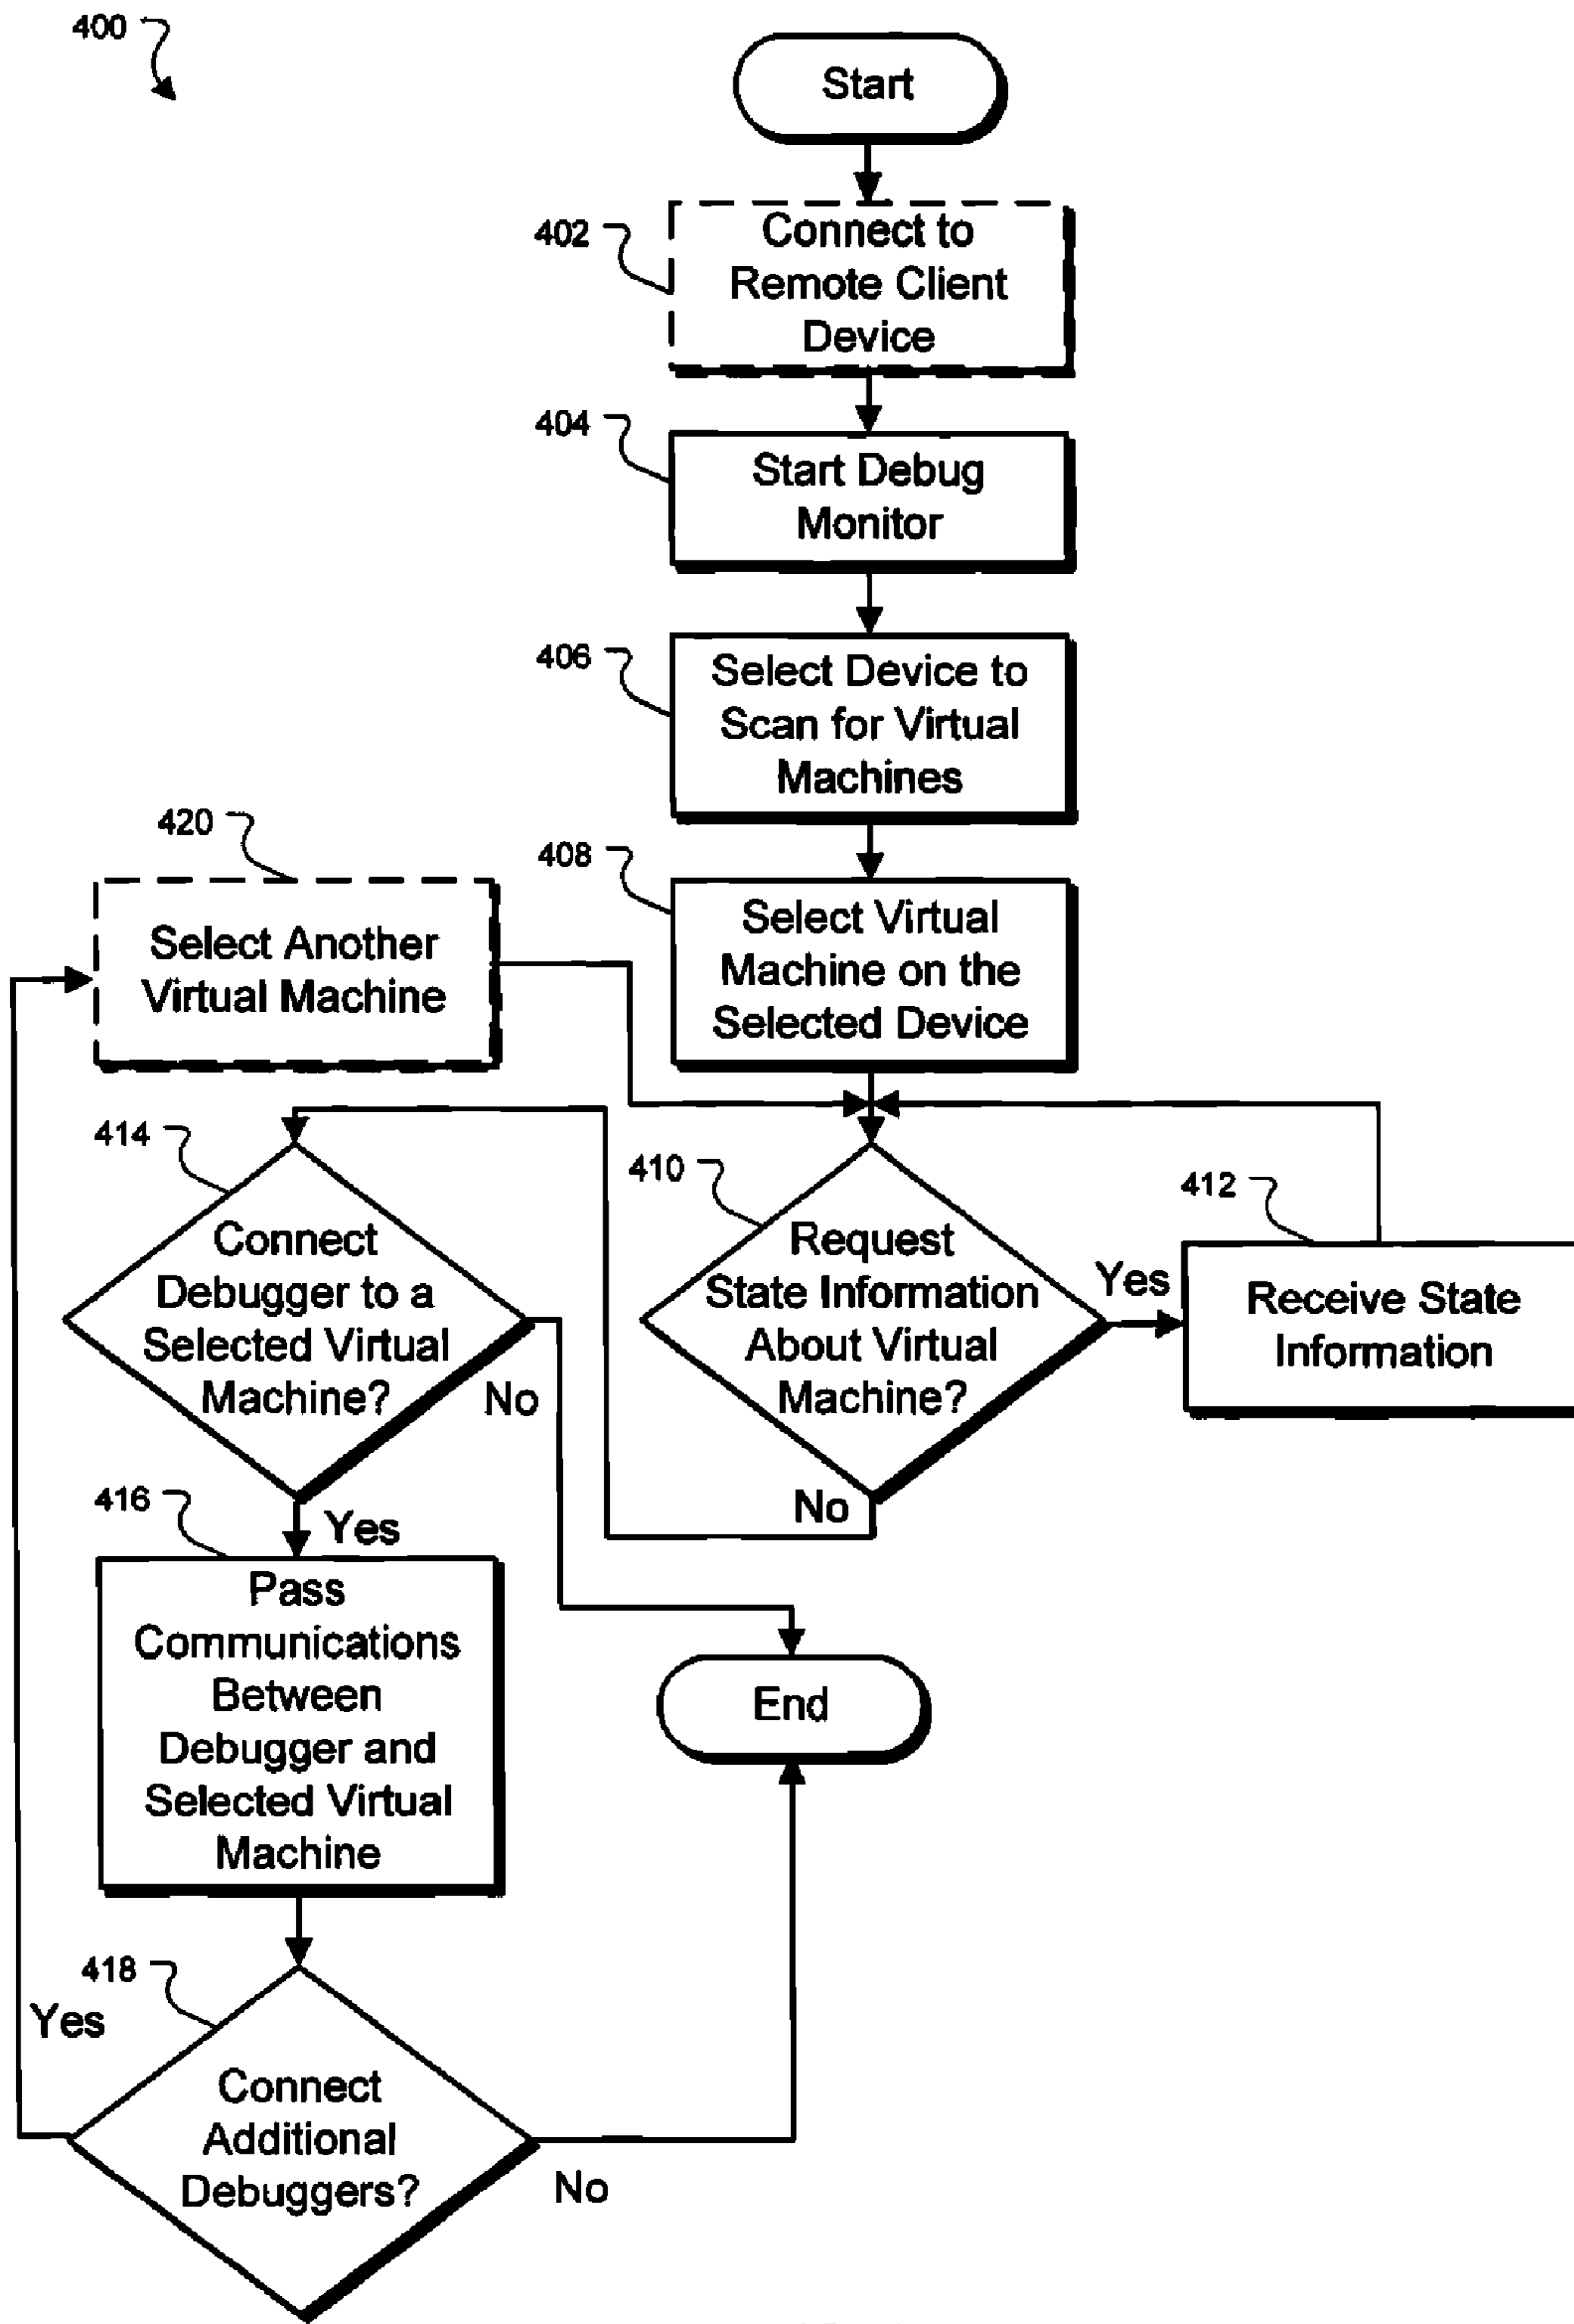 400
Start
402
Connect to
Remote Client
Device
404
Start Debug
Monitor
406
Select Device to
Scan for Virtual
Machines
420
Select Another
Virtual Machine
408
Select Virtual
Machine on the
Selected Device
414
Connect
Debugger to a
Selected Virtual
Machine?
No
Yes
410
Request
State Information
About Virtual
Machine?
Yes
No
412
Receive State
Information
416
Pass
Communications
Between
Debugger and
Selected Virtual
Machine
End
418
Yes
Connect
Additional
Debuggers?
No